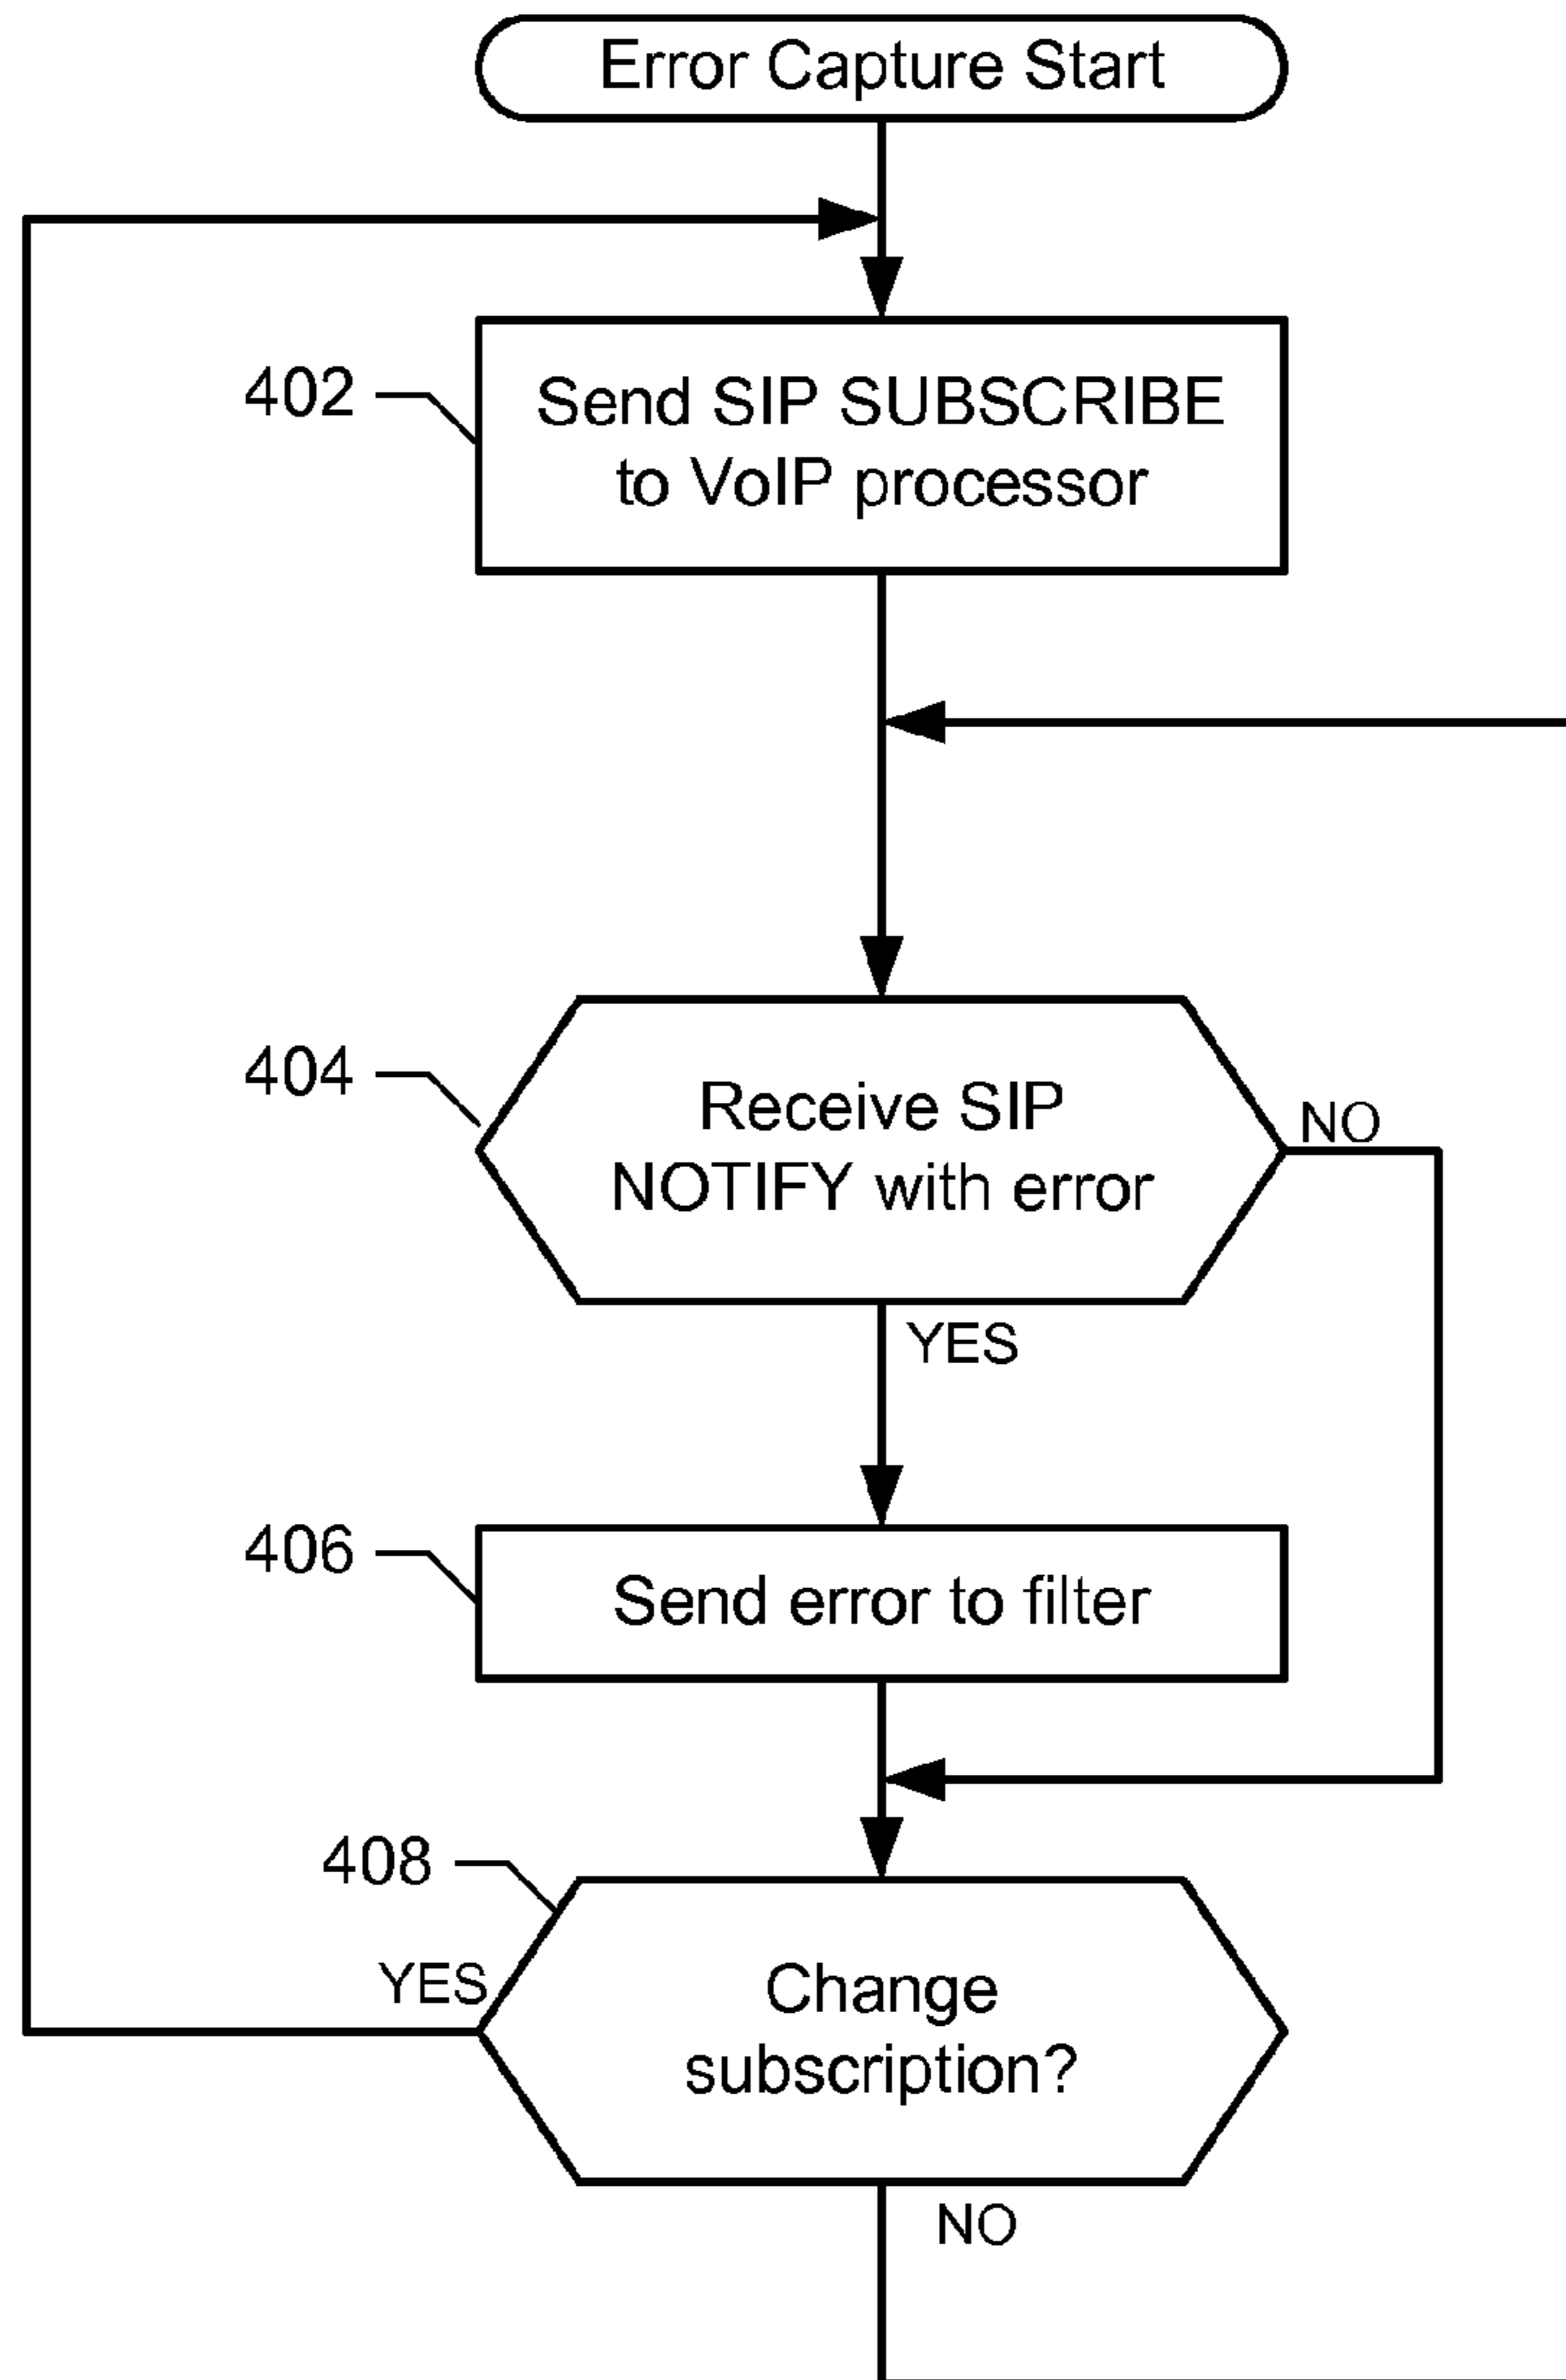 Error Capture Start
402
Send SIP SUBSCRIBE
to VoIP processor
404
Receive SIP
NOTIFY with error
NO
YES
406
Send error to filter
408
YES
Change
subscription?
NO